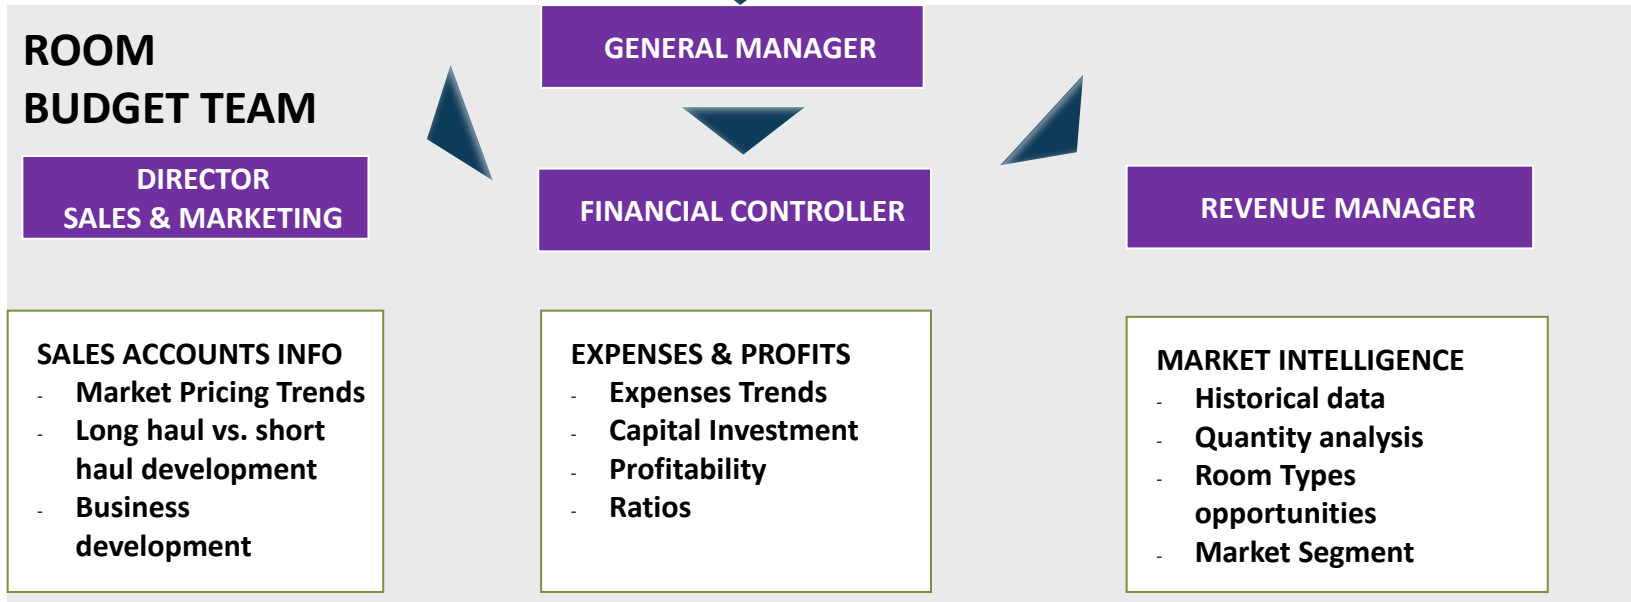 ROOM
BUDGET TEAM
GENERAL MANAGER
DIRECTOR
SALES & MARKETING
FINANCIAL CONTROLLER
REVENUE MANAGER
SALES ACCOUNTS INFO
- Market Pricing Trends
- Long haul vs. short
haul development
- Business
development
EXPENSES & PROFITS
- Expenses Trends
- Capital Investment
- Profitability
- Ratios
MARKET INTELLIGENCE
- Historical data
- Quantity analysis
- Room Types
opportunities
- Market Segment